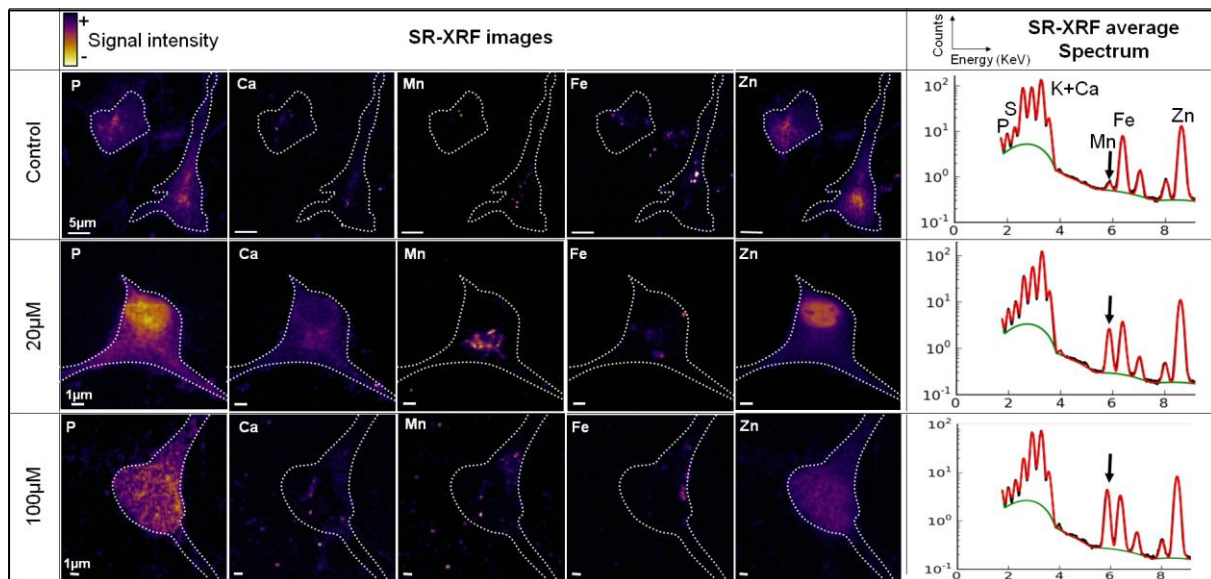 +
-
Signal intensity
SR-XRF images
Counts
Energy (KeV)
SR-XRF average
Spectrum
Control
P
Ca
Mn
Fe
Zn
5µm
P
S
K+Ca
Mn
Fe
Zn
10²
10¹
10⁰
10⁻¹
0 2 4 6 8
20µM
P
Ca
Mn
Fe
Zn
1µm
10²
10¹
10⁰
10⁻¹
0 2 4 6 8
100µM
P
Ca
Mn
Fe
Zn
1µm
10²
10¹
10⁰
10⁻¹
0 2 4 6 8